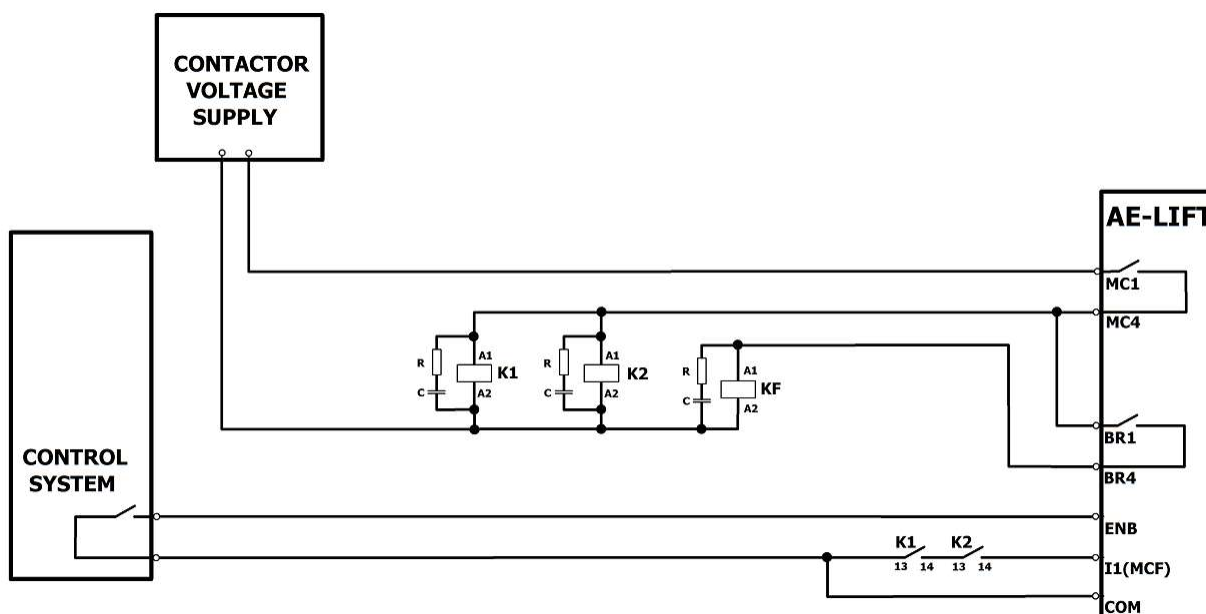 CONTACTOR
VOLTAGE
SUPPLY
AE-LIFT
MC1
MC4
R
C
A1
A2
K1
R
C
A1
A2
K2
R
C
A1
A2
KF
BR1
BR4
CONTROL
SYSTEM
ENB
K1
13 14
K2
13 14
I1(MCF)
COM